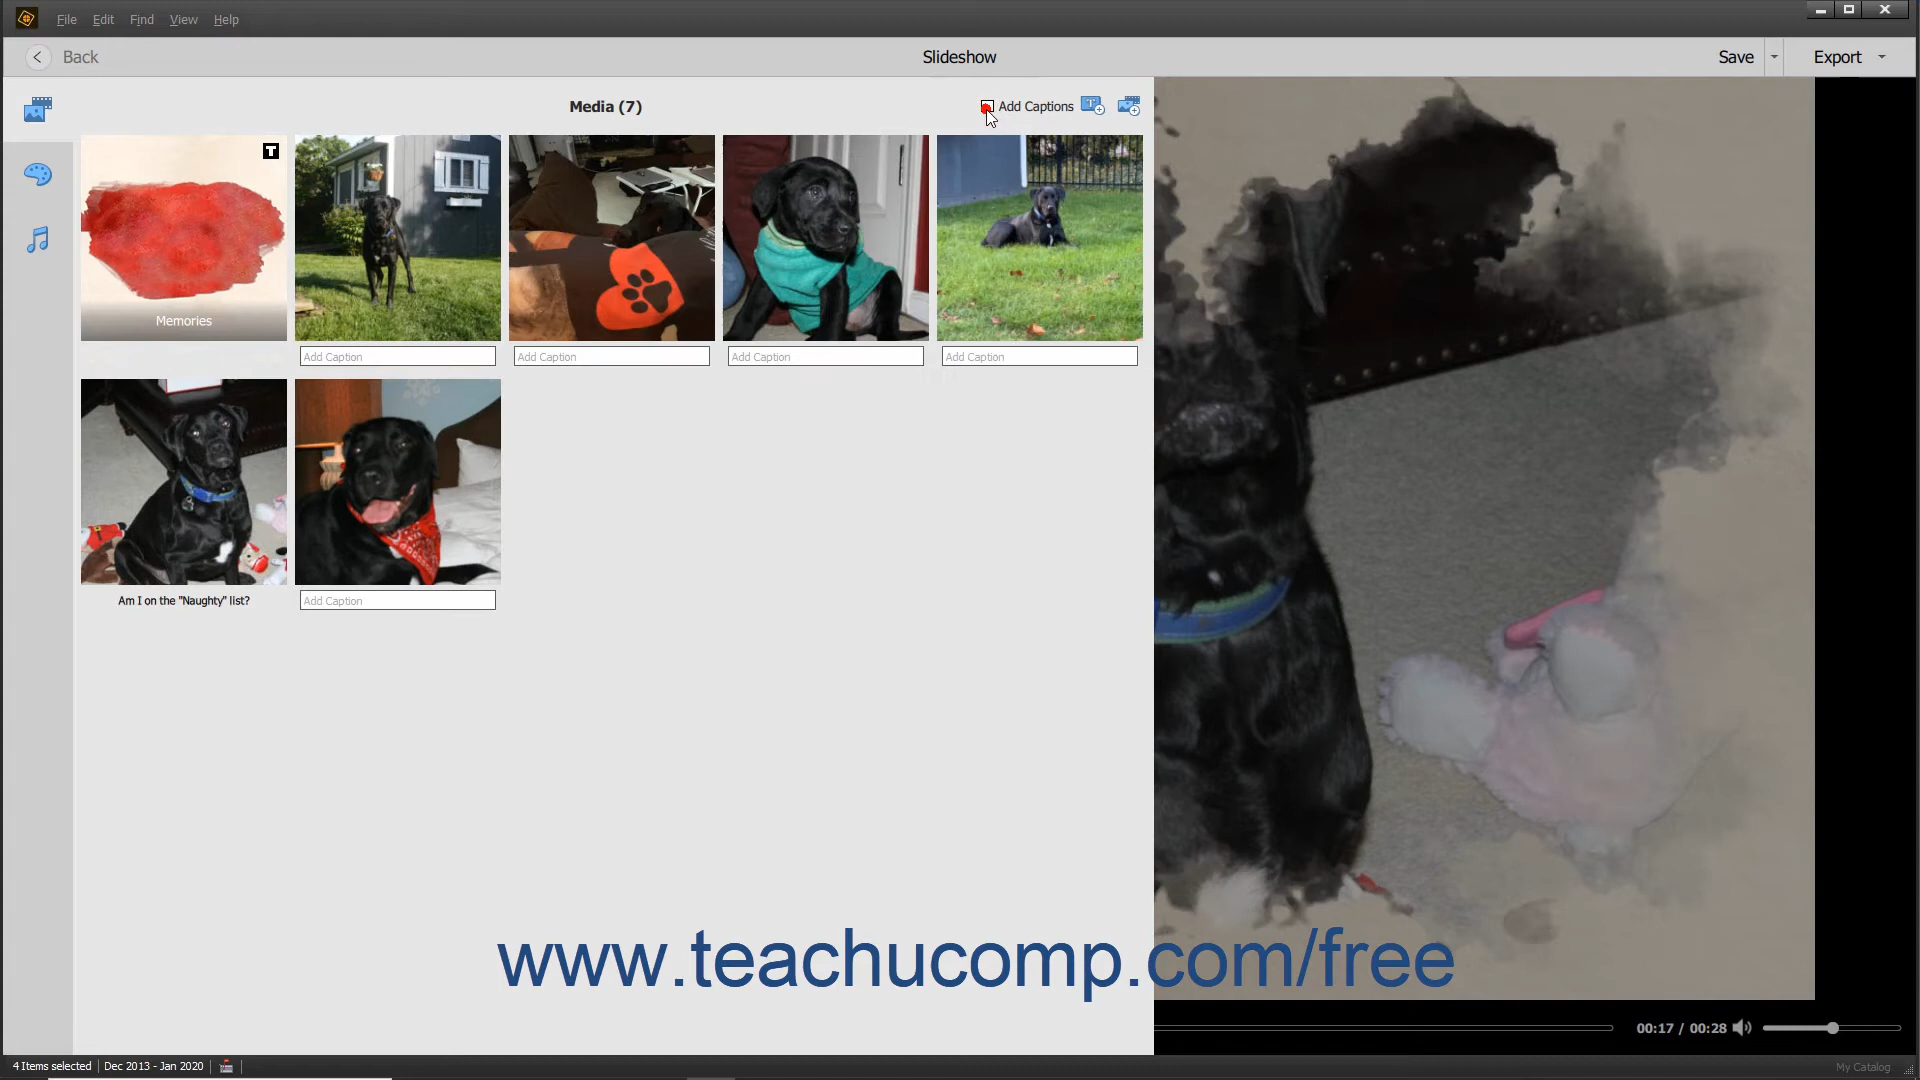 File Edit Find View Help
Back Slideshow Save Export
Media (7) Add Captions
T
Memories
Add Caption Add Caption Add Caption Add Caption
Am I on the "Naughty" list? Add Caption
www.teachucomp.com/free
00:17 / 00:28
4 Items selected Dec 2013 - Jan 2020 My Catalog